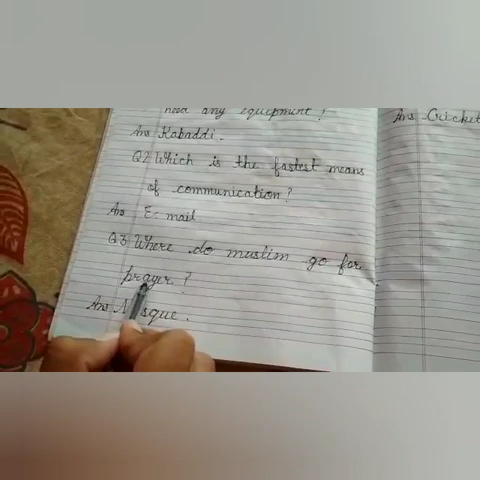 need any equipment?
Ans Kabaddi.
Q2 Which is the fastest means
of communication?
Ans E-mail
Q3 Where do muslim go for
prayer?
Ans
Ans Cricket